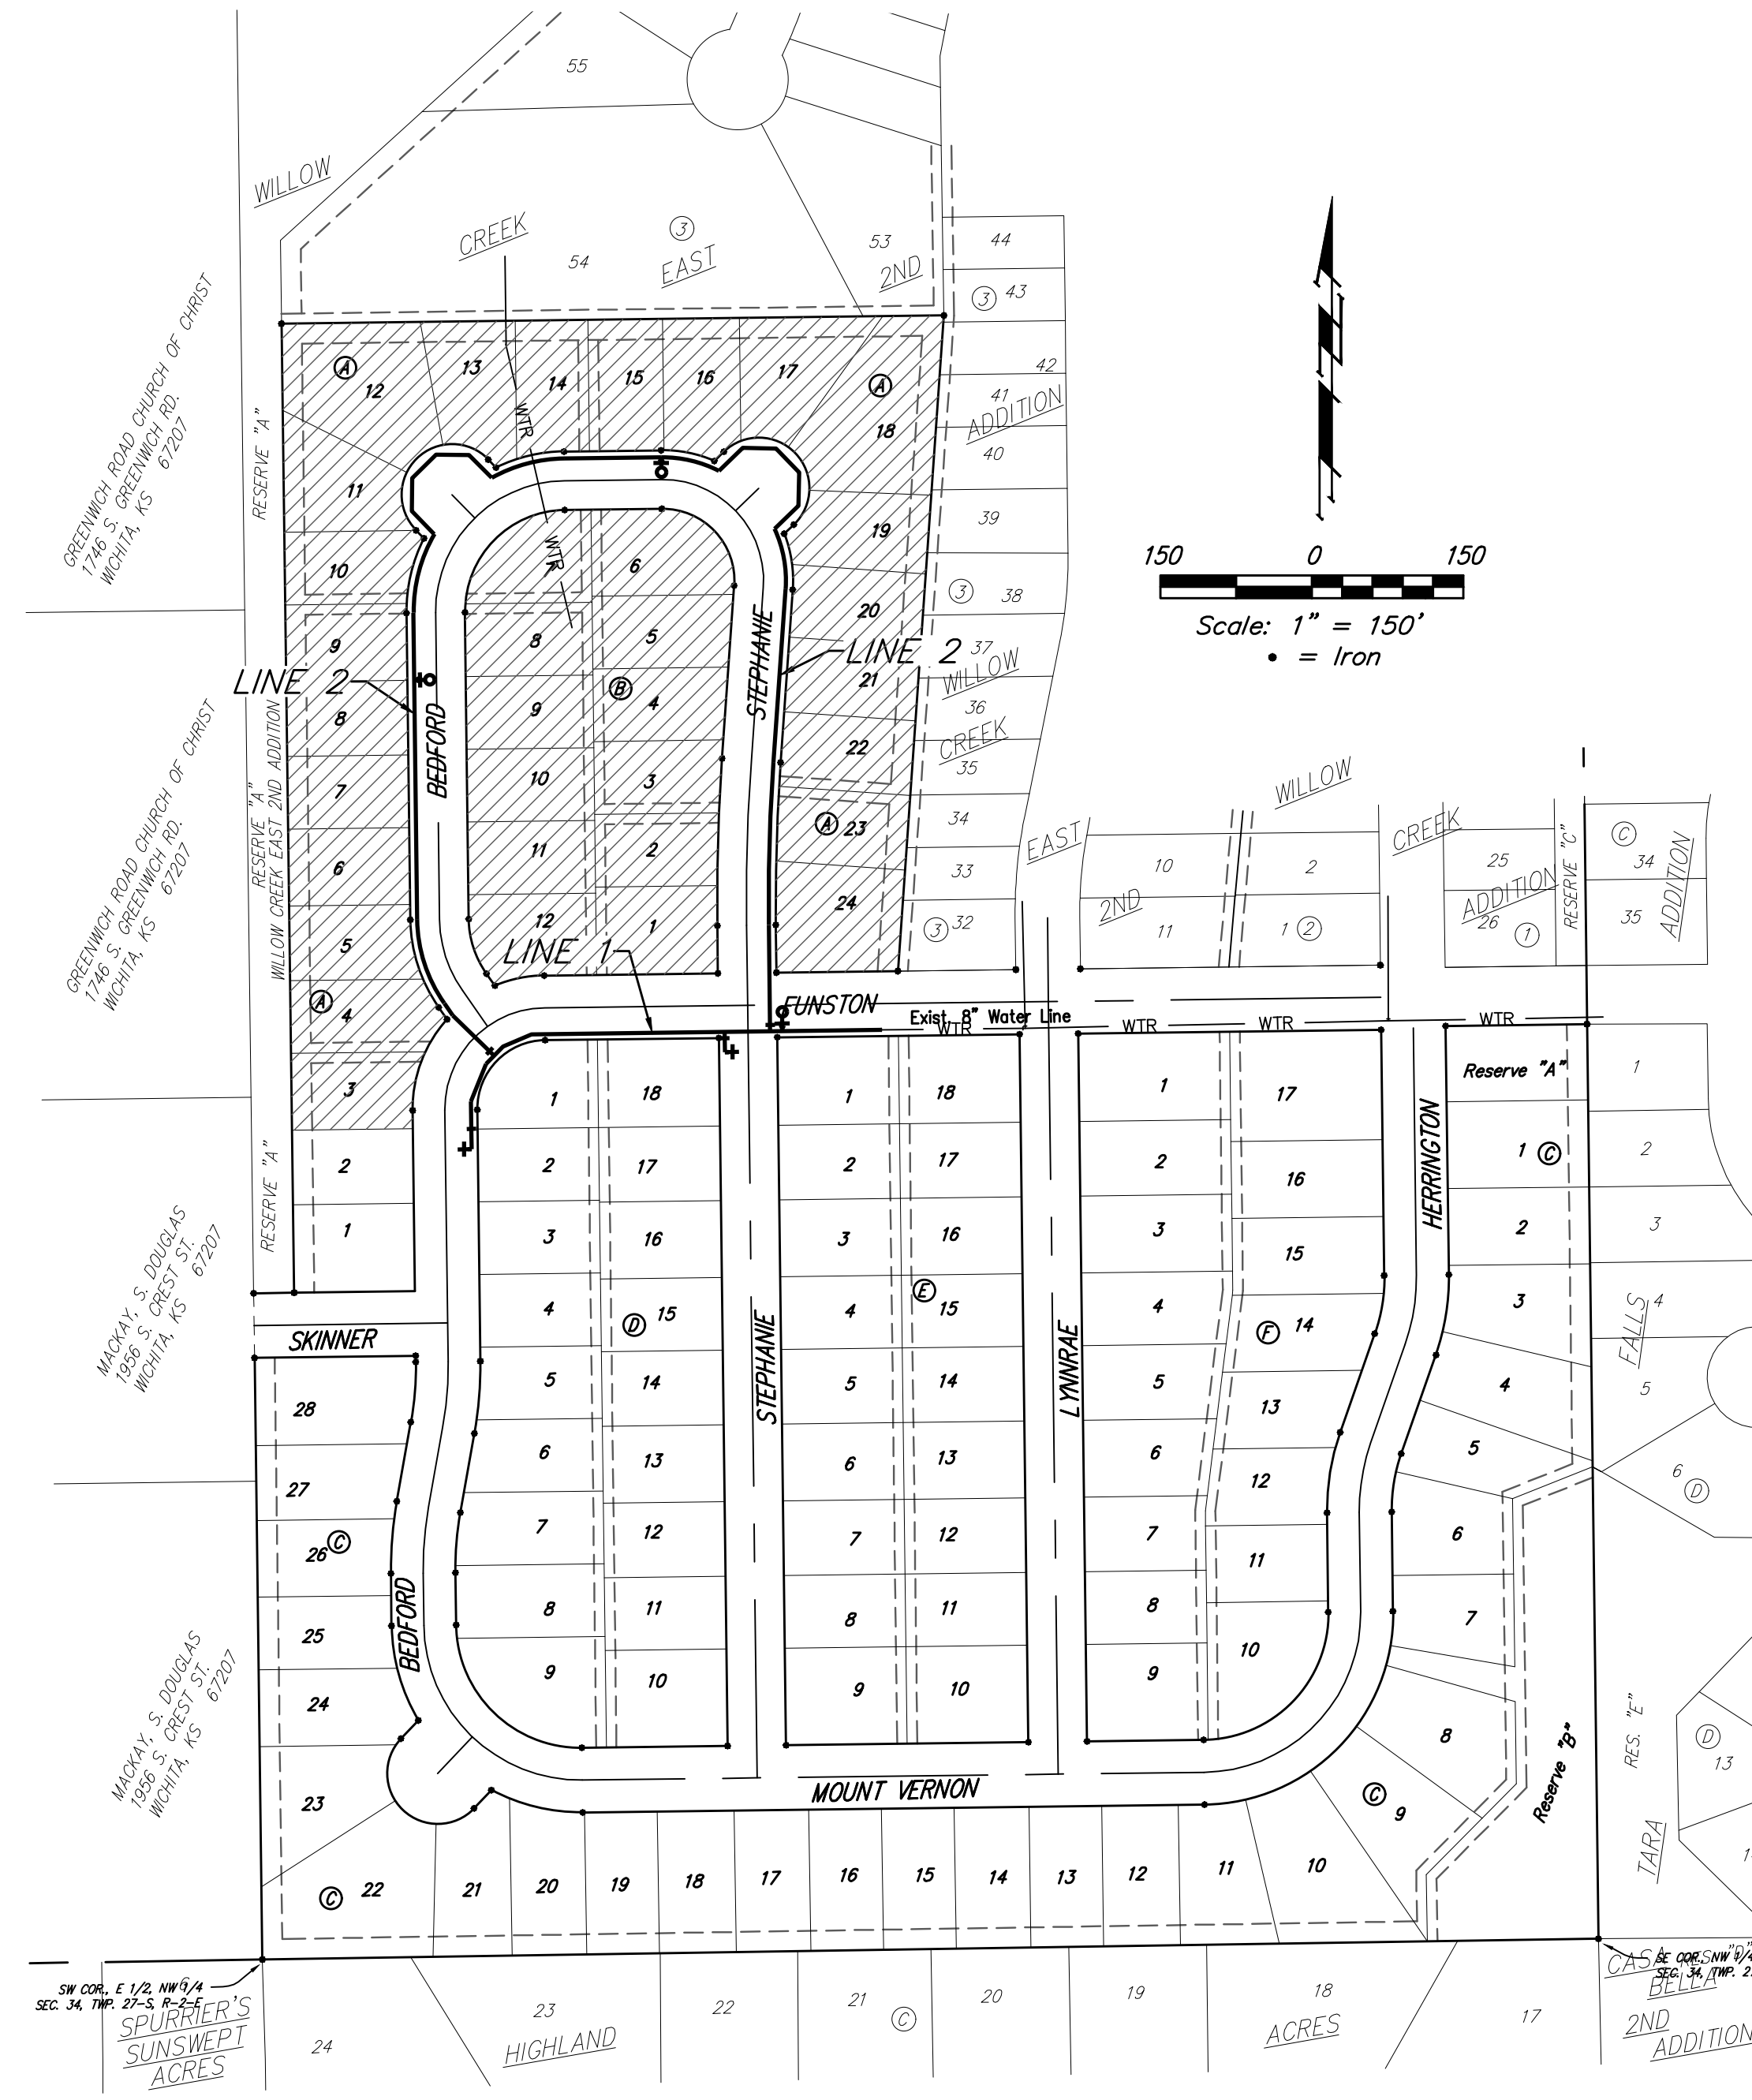 55
WILLOW
CREEK
3
EAST
54
53
2ND
44
3 43
42
41
ADDITION
40
39
3 38
37
WILLOW
36
CREEK
35
34
33
3 32
GREENWICH ROAD CHURCH OF CHRIST
1746 S. GREENWICH RD.
WICHITA, KS 67207
RESERVE "A"
A
12
13
14
15
16
17
A
18
11
10
9
8
7
6
5
A
4
3
2
1
19
20
21
22
A 23
24
WTR
WTR
7
6
8
5
9
B
4
10
3
11
2
12
1
LINE 2
LINE 2
LINE 1
BEDFORD
STEPHANIE
150 0 150
Scale: 1" = 150'
• = Iron
GREENWICH ROAD CHURCH OF CHRIST
1746 S. GREENWICH RD.
WICHITA, KS 67207
RESERVE "A"
WILLOW CREEK EAST 2ND ADDITION
RESERVE "A"
EAST
2ND
WILLOW
CREEK
ADDITION
10
11
2
1 2
25
26 1
RESERVE "C"
C
34
35
ADDITION
FUNSTON
Exist. 8" Water Line
WTR
WTR
WTR
WTR
MACKAY, S. DOUGLAS
1956 S. CREST ST.
WICHITA, KS 67207
SKINNER
28
27
26 C
25
24
23
C 22
BEDFORD
1 18
2 17
3 16
4 D 15
5 14
6 13
7 12
8 11
9 10
STEPHANIE
1 18
2 17
3 16
4 E 15
5 14
6 13
7 12
8 11
9 10
LYNNRAE
1 17
2 16
3 15
4 F 14
5 13
6 12
7 11
8 10
9
HERRINGTON
Reserve "A"
1 C
2
3
4
5
6
7
8
C 9
Reserve "B"
1
2
3
4
FALLS
5
6 D
RES. "E"
D
13
TARA
MACKAY, S. DOUGLAS
1956 S. CREST ST.
WICHITA, KS 67207
MOUNT VERNON
21 20 19 18 17 16 15 14 13 12 11 10
SW COR., E 1/2, NW 1/4
SEC. 34, TWP. 27-S, R-2-E
6
SPURRIER'S
SUNSWEPT
ACRES
24
23
HIGHLAND
22
21
C
20
19
18
ACRES
17
SE COR., NW 1/4
SEC. 34, TWP. 2
CASA
BELLA
2ND
ADDITION